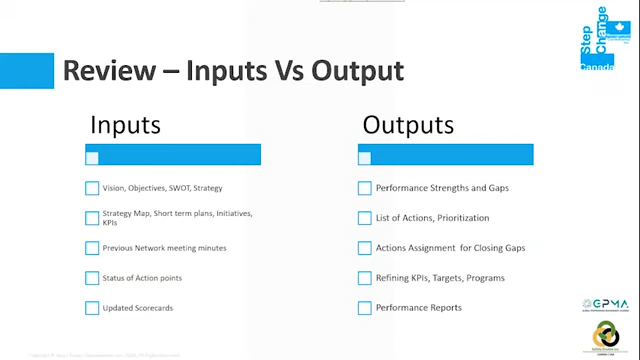 Step
Change
Canada
Review – Inputs Vs Output
Inputs
Vision, Objectives, SWOT, Strategy
Strategy Map, Short term plans, Initiatives,
KPIs
Previous Network meeting minutes
Status of Action points
Updated Scorecards
Outputs
Performance Strengths and Gaps
List of Actions, Prioritization
Actions Assignment for Closing Gaps
Refining KPIs, Targets, Programs
Performance Reports
GPMA